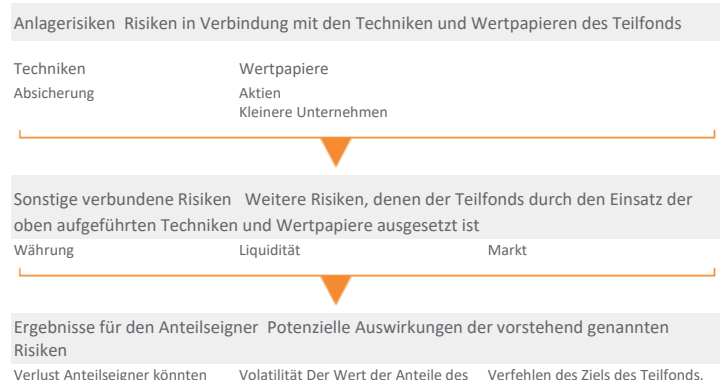 Anlagerisiken Risiken in Verbindung mit den Techniken und Wertpapieren des Teilfonds
Techniken Wertpapiere
Absicherung Aktien
Kleinere Unternehmen
Sonstige verbundene Risiken Weitere Risiken, denen der Teilfonds durch den Einsatz der
oben aufgeführten Techniken und Wertpapiere ausgesetzt ist
Währung Liquidität Markt
Ergebnisse für den Anteilseigner Potenzielle Auswirkungen der vorstehend genannten
Risiken
Verlust Anteilseigner könnten Volatilität Der Wert der Anteile des Verfehlen des Ziels des Teilfonds.